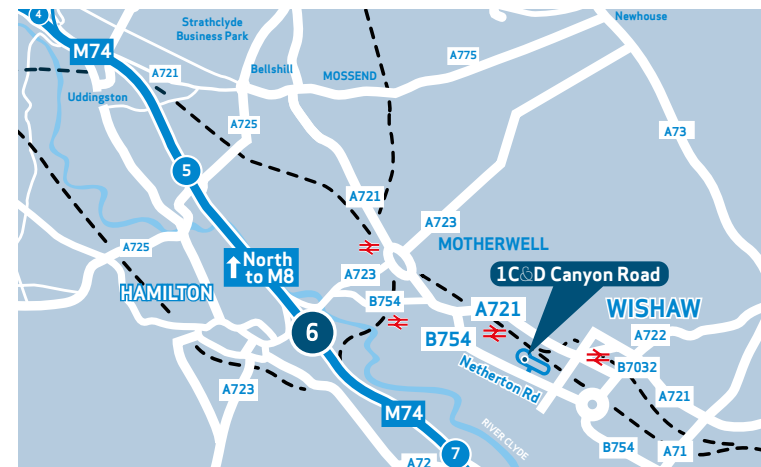 4
Strathclyde
Business Park
Newhouse
M74
A721
Bellshill
MOSSEND
A775
Uddingston
A725
A73
5
A721
A723
MOTHERWELL
A725
North
to M8
A723
1C&D Canyon Road
HAMILTON
B754
A721
WISHAW
6
B754
A722
B7032
Netherton Rd
A723
A721
M74
RIVER CLYDE
B754
A71
7
A72